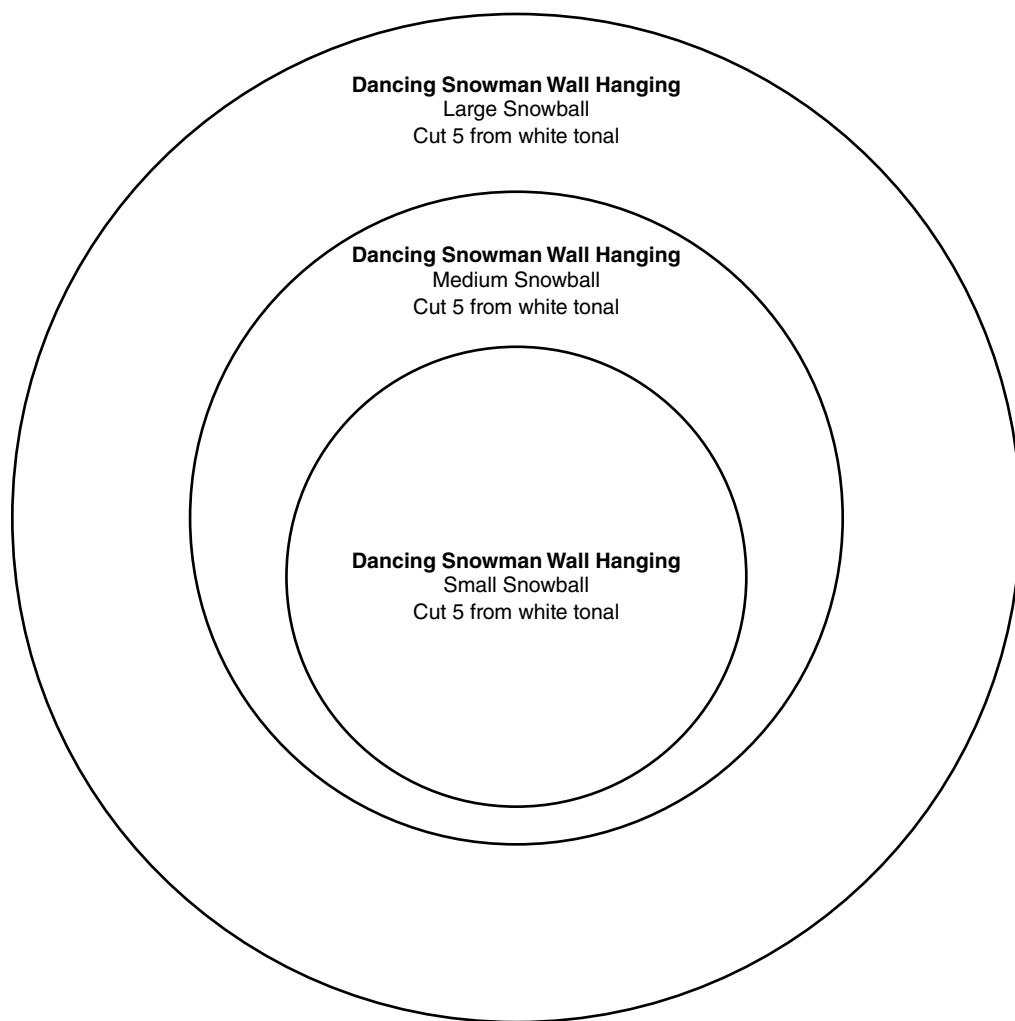 Dancing Snowman Wall Hanging
Large Snowball
Cut 5 from white tonal
Dancing Snowman Wall Hanging
Medium Snowball
Cut 5 from white tonal
Dancing Snowman Wall Hanging
Small Snowball
Cut 5 from white tonal